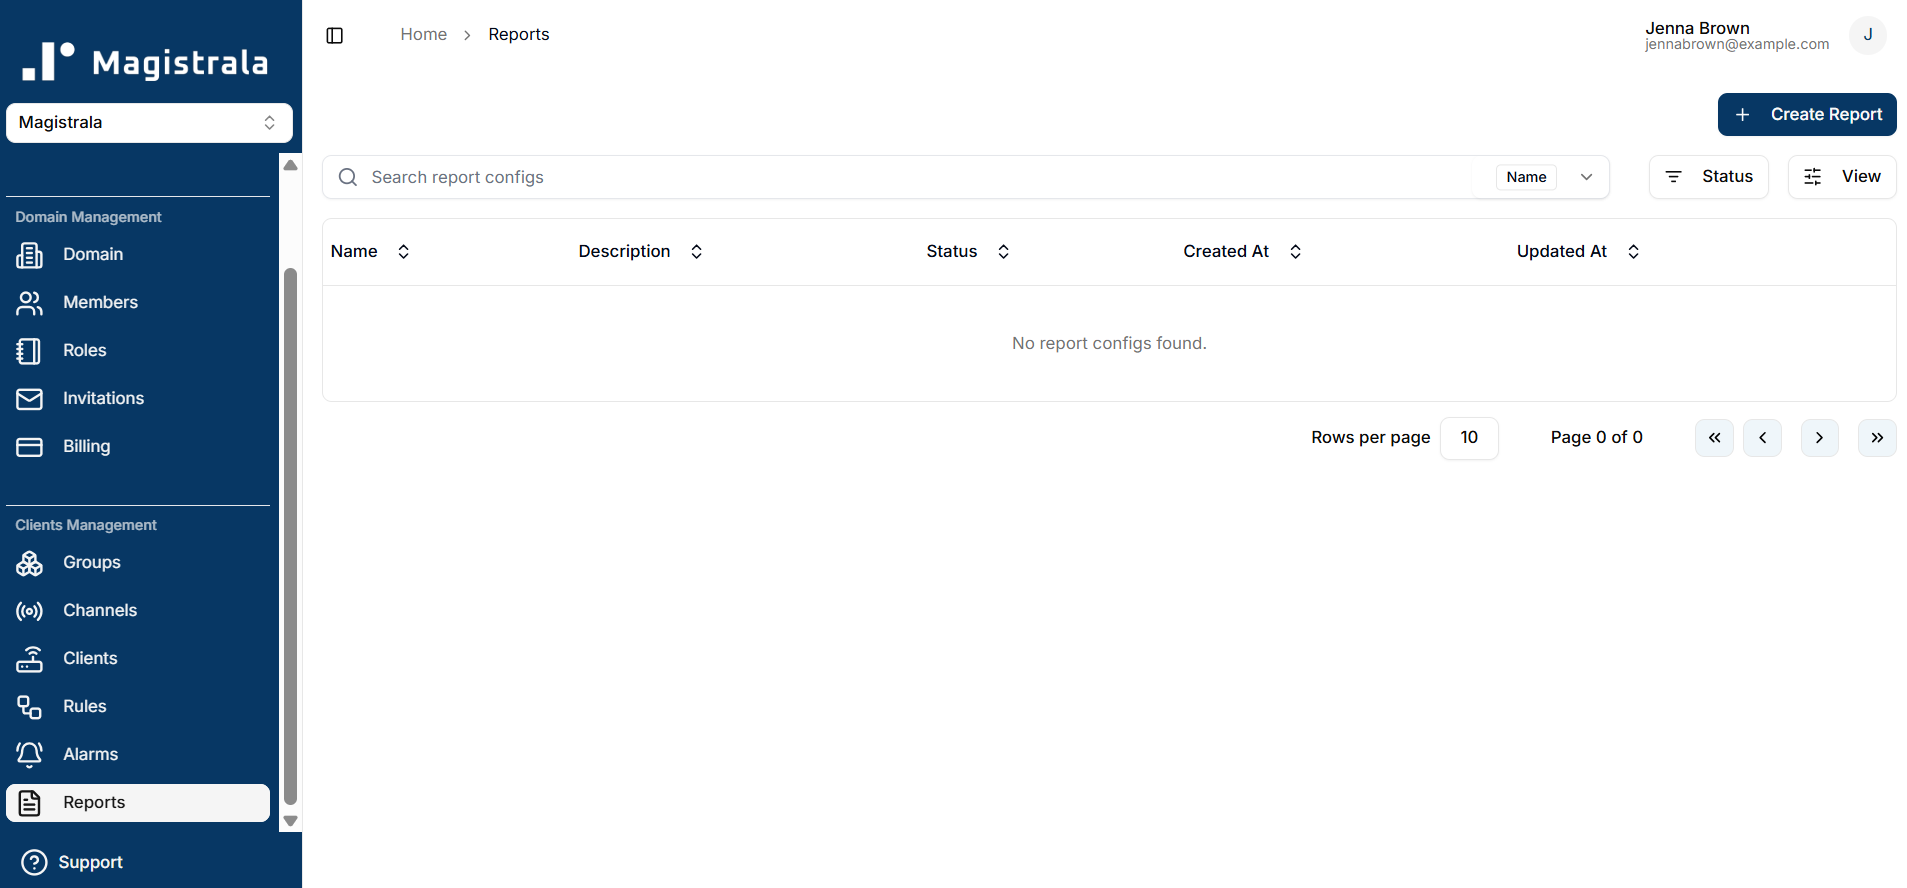 Magistrala
Magistrala
Domain Management
Domain
Members
Roles
Invitations
Billing
Clients Management
Groups
Channels
Clients
Rules
Alarms
Reports
Support
Home
Reports
Jenna Brown
jennabrown@example.com
J
Create Report
Search report configs
Name
Status
View
Name
Description
Status
Created At
Updated At
No report configs found.
Rows per page
10
Page 0 of 0